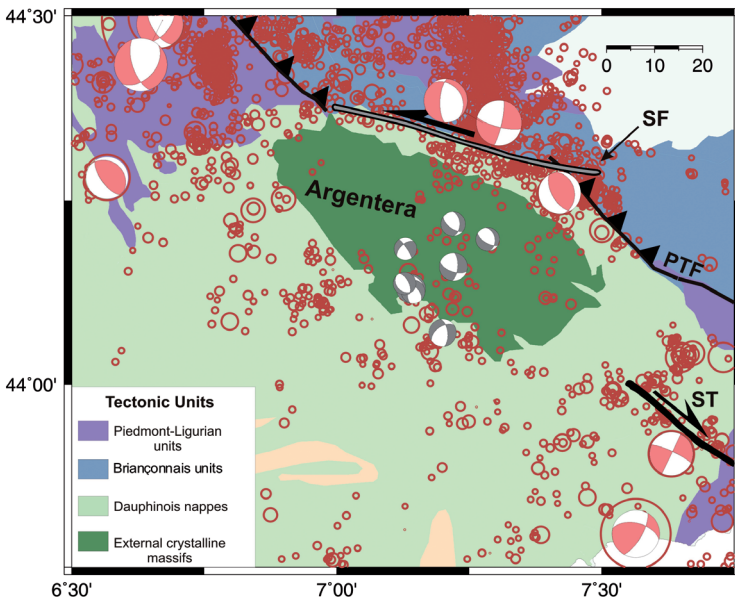 44°30'
0 10 20
SF
Argentera
PTF
44°00'
ST
Tectonic Units
Piedmont-Ligurian
units
Briançonnais units
Dauphinois nappes
External crystalline
massifs
6°30' 7°00' 7°30'